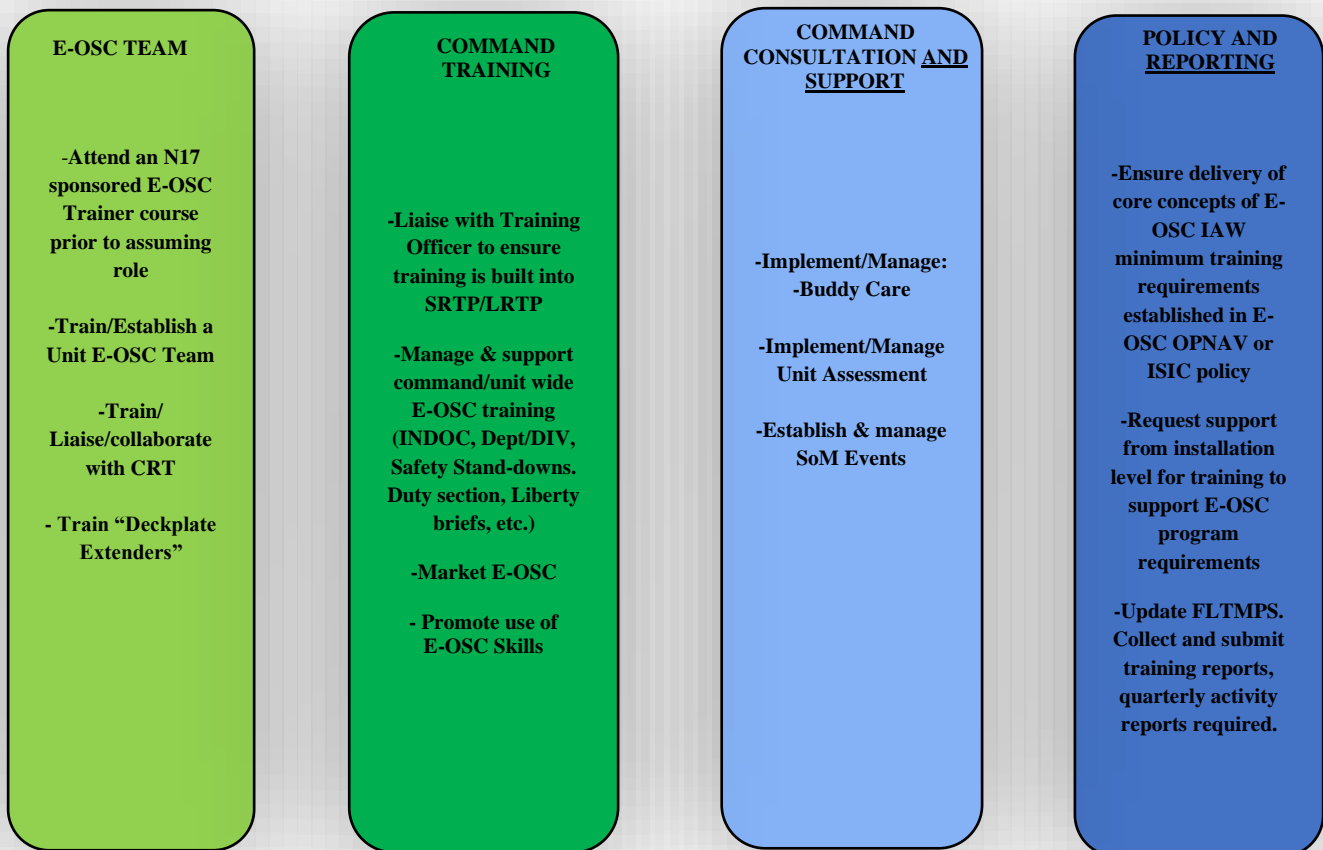 E-OSC TEAM
-Attend an N17
sponsored E-OSC
Trainer course
prior to assuming
role
-Train/Establish a
Unit E-OSC Team
-Train/
Liaise/collaborate
with CRT
- Train “Deckplate
Extenders”
COMMAND
TRAINING
-Liaise with Training
Officer to ensure
training is built into
SRTP/LRTP
-Manage & support
command/unit wide
E-OSC training
(INDOC, Dept/DIV,
Safety Stand-downs.
Duty section, Liberty
briefs, etc.)
-Market E-OSC
- Promote use of
E-OSC Skills
COMMAND
CONSULTATION AND
SUPPORT
-Implement/Manage:
-Buddy Care
-Implement/Manage
Unit Assessment
-Establish & manage
SoM Events
POLICY AND
REPORTING
-Ensure delivery of
core concepts of E-
OSC IAW
minimum training
requirements
established in E-
OSC OPNAV or
ISIC policy
-Request support
from installation
level for training to
support E-OSC
program
requirements
-Update FLTMPS.
Collect and submit
training reports,
quarterly activity
reports required.